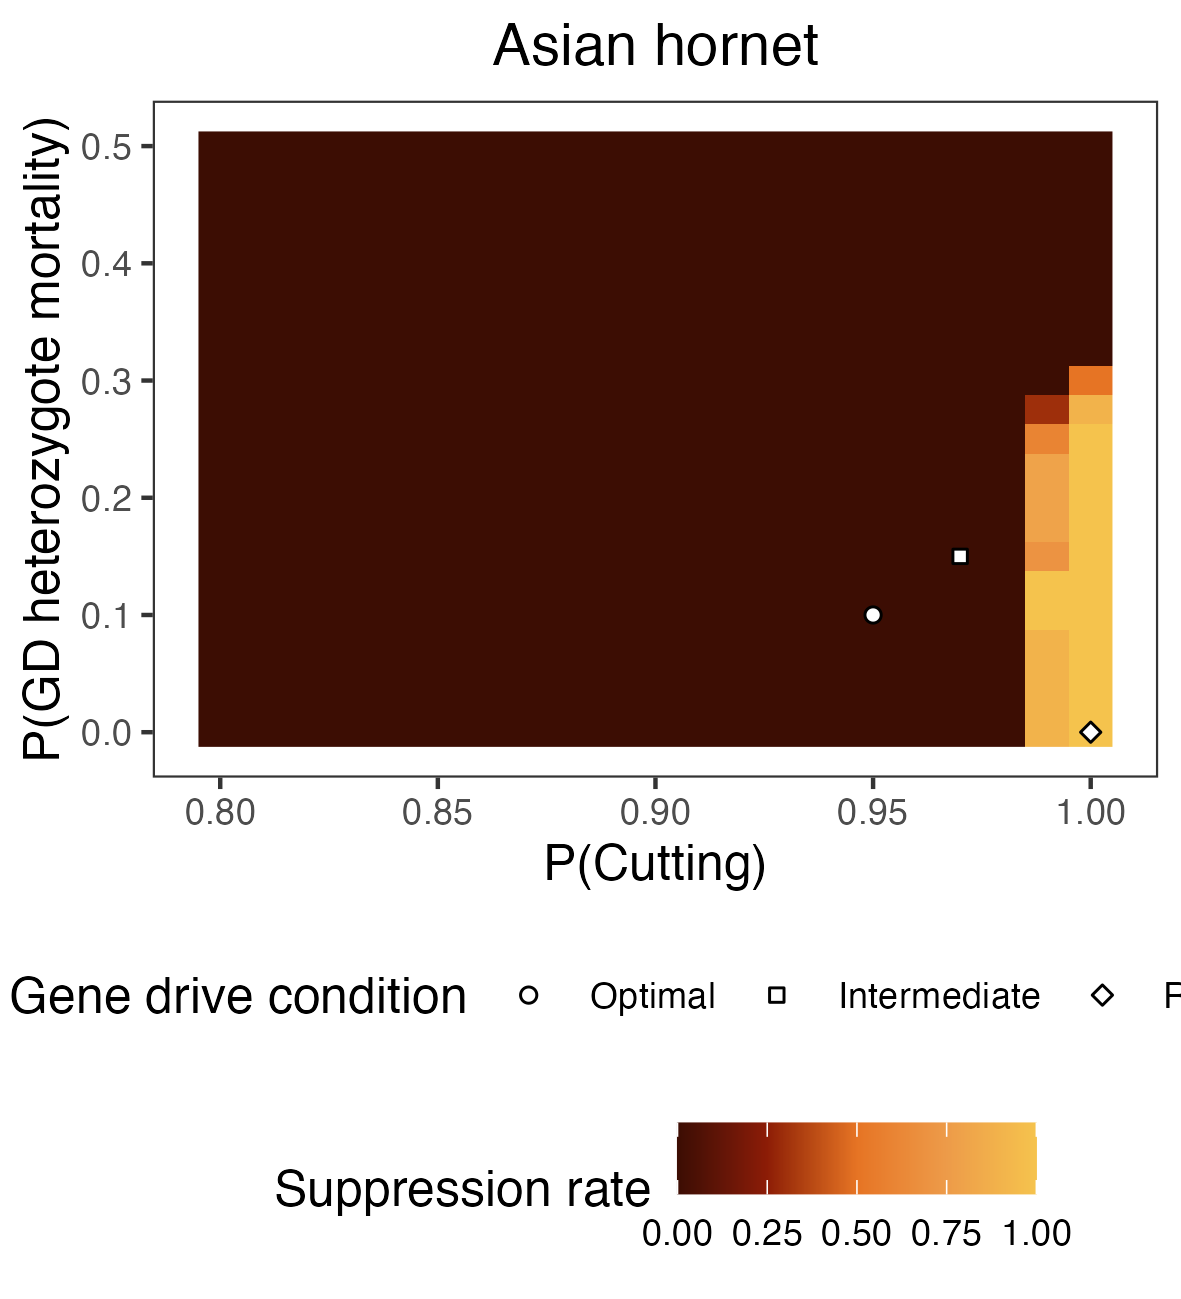 Asian hornet
P(GD heterozygote mortality)
0.5
0.4
0.3
0.2
0.1
0.0
0.80 0.85 0.90 0.95 1.00
P(Cutting)
Gene drive condition Optimal Intermediate
Suppression rate
0.00 0.25 0.50 0.75 1.00